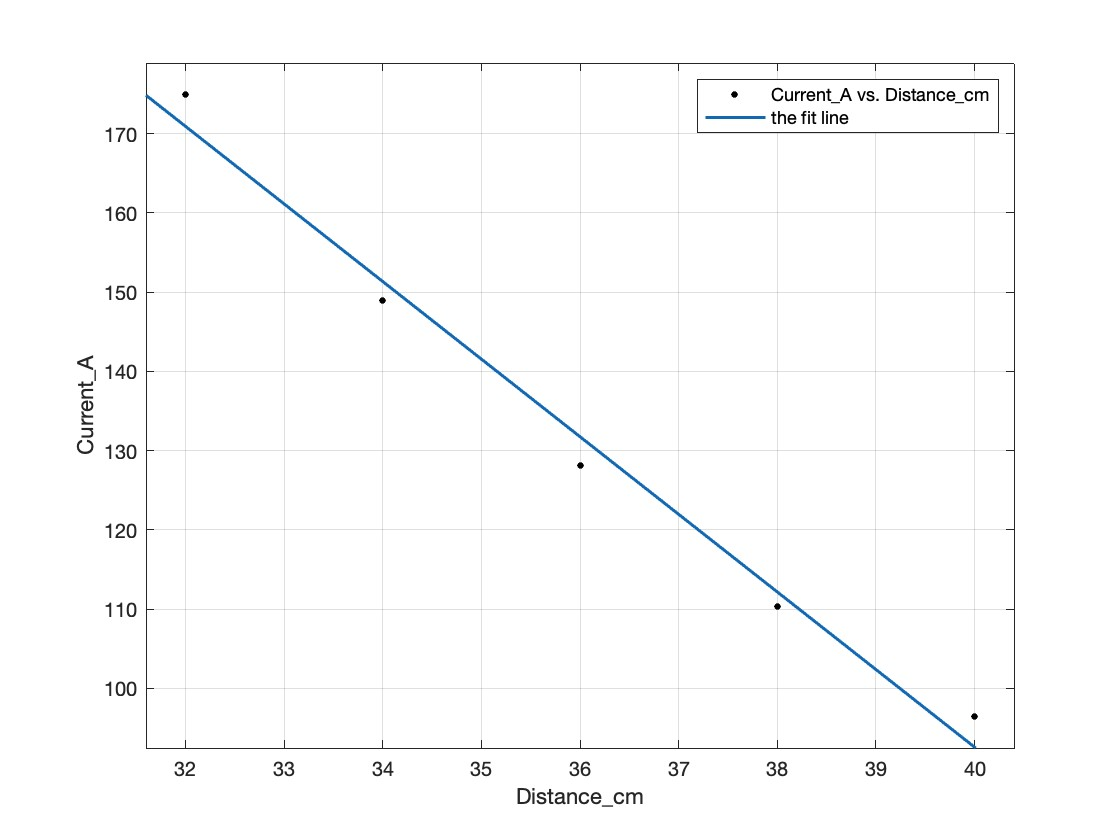 Current_A vs. Distance_cm
the fit line
170
160
150
140
130
120
110
100
Current_A
32 33 34 35 36 37 38 39 40
Distance_cm